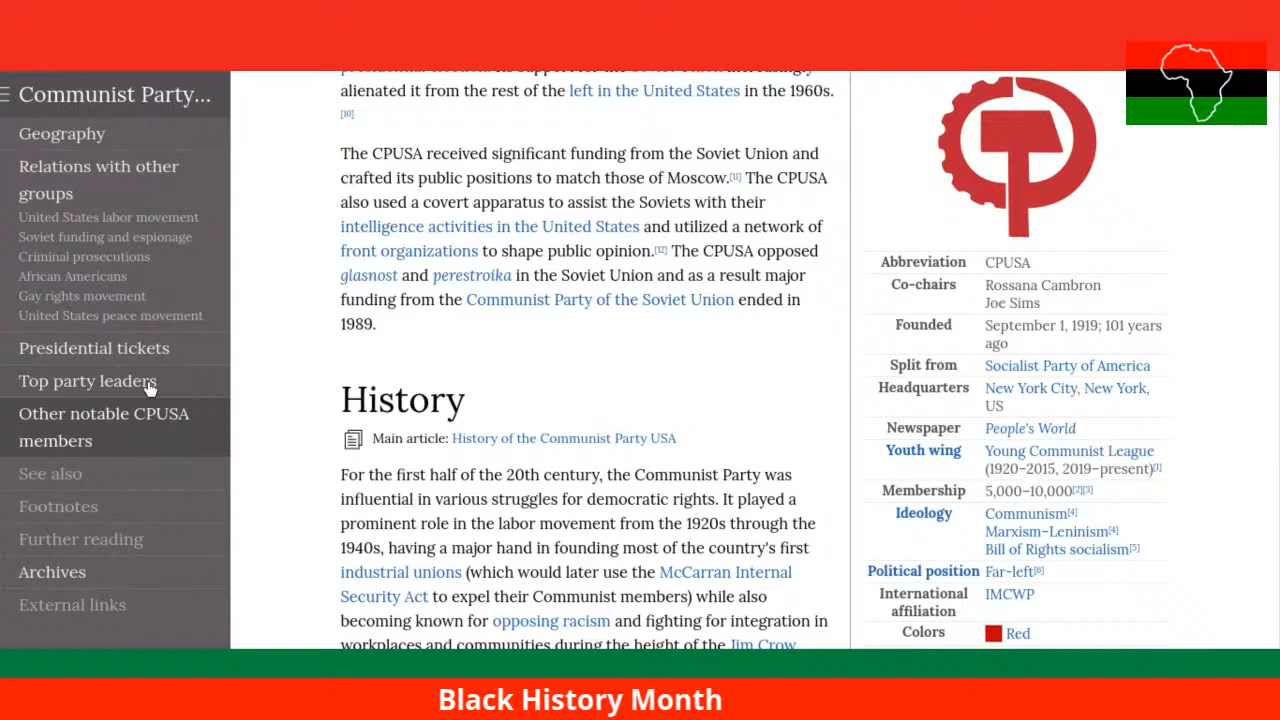 ☰ Communist Party...
Geography
Relations with other
groups
United States labor movement
Soviet funding and espionage
Criminal prosecutions
African Americans
Gay rights movement
United States peace movement
Presidential tickets
Top party leaders
Other notable CPUSA
members
See also
Footnotes
Further reading
Archives
External links
alienated it from the rest of the left in the United States in the 1960s.
[10]
The CPUSA received significant funding from the Soviet Union and
crafted its public positions to match those of Moscow.[11] The CPUSA
also used a covert apparatus to assist the Soviets with their
intelligence activities in the United States and utilized a network of
front organizations to shape public opinion.[12] The CPUSA opposed
glasnost and perestroika in the Soviet Union and as a result major
funding from the Communist Party of the Soviet Union ended in
1989.
History
Main article: History of the Communist Party USA
For the first half of the 20th century, the Communist Party was
influential in various struggles for democratic rights. It played a
prominent role in the labor movement from the 1920s through the
1940s, having a major hand in founding most of the country's first
industrial unions (which would later use the McCarran Internal
Security Act to expel their Communist members) while also
becoming known for opposing racism and fighting for integration in
workplaces and communities during the height of the Jim Crow
Abbreviation CPUSA
Co-chairs Rossana Cambron
Joe Sims
Founded September 1, 1919; 101 years
ago
Split from Socialist Party of America
Headquarters New York City, New York,
US
Newspaper People's World
Youth wing Young Communist League
(1920–2015, 2019–present)[1]
Membership 5,000–10,000[2][3]
Ideology Communism[4]
Marxism–Leninism[4]
Bill of Rights socialism[5]
Political position Far-left[6]
International IMCWP
affiliation
Colors Red
Black History Month